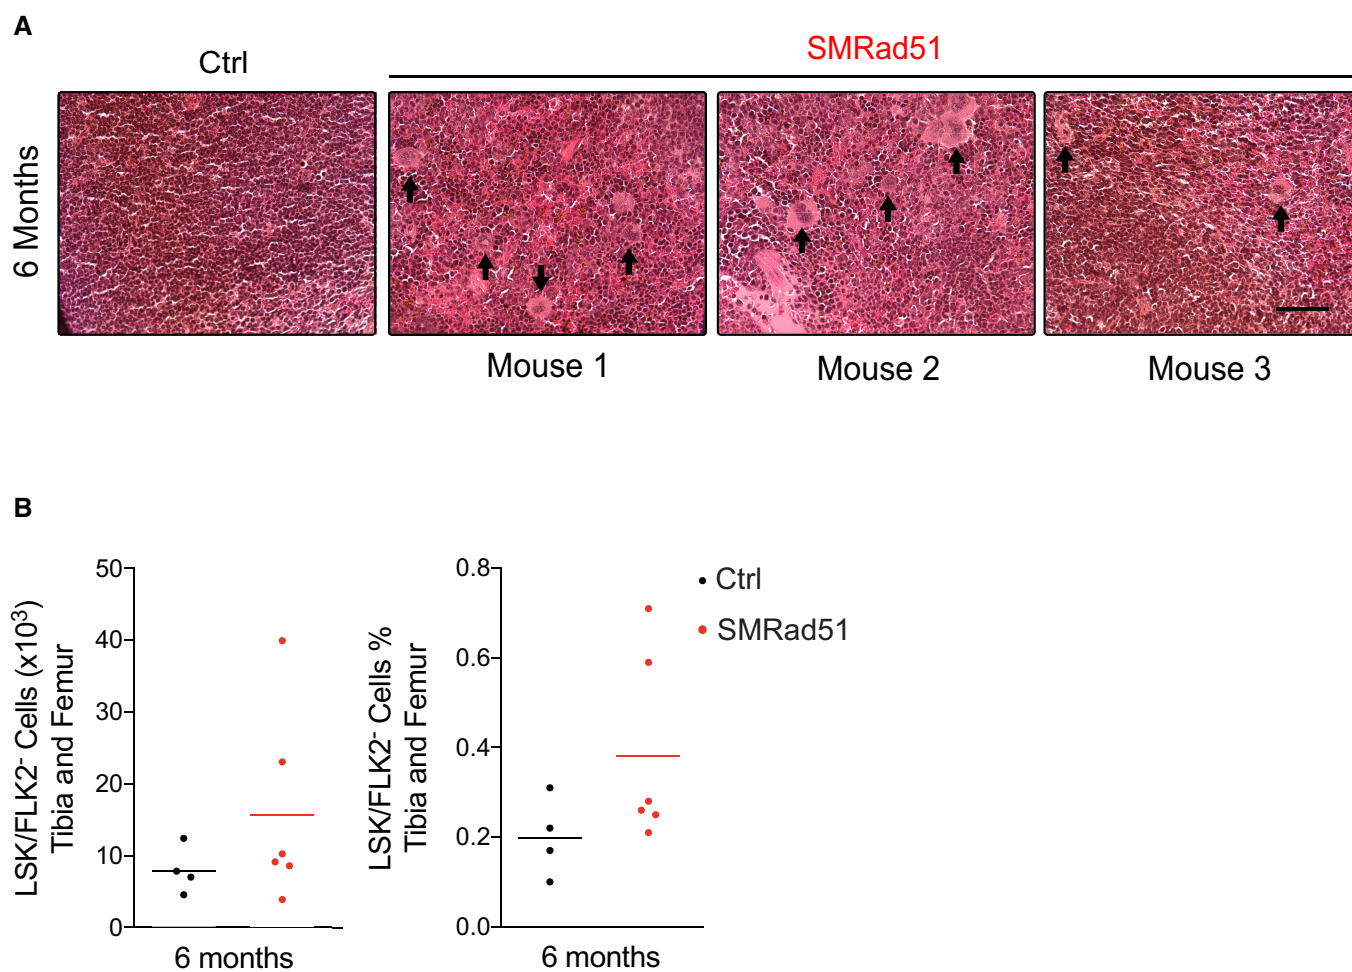 A
Ctrl
SMRad51
6 Months
Mouse 1
Mouse 2
Mouse 3
B
LSK/FLK2⁻ Cells (x10³)
Tibia and Femur
50
40
30
20
10
0
6 months
LSK/FLK2⁻ Cells %
Tibia and Femur
0.8
0.6
0.4
0.2
0.0
6 months
Ctrl
SMRad51